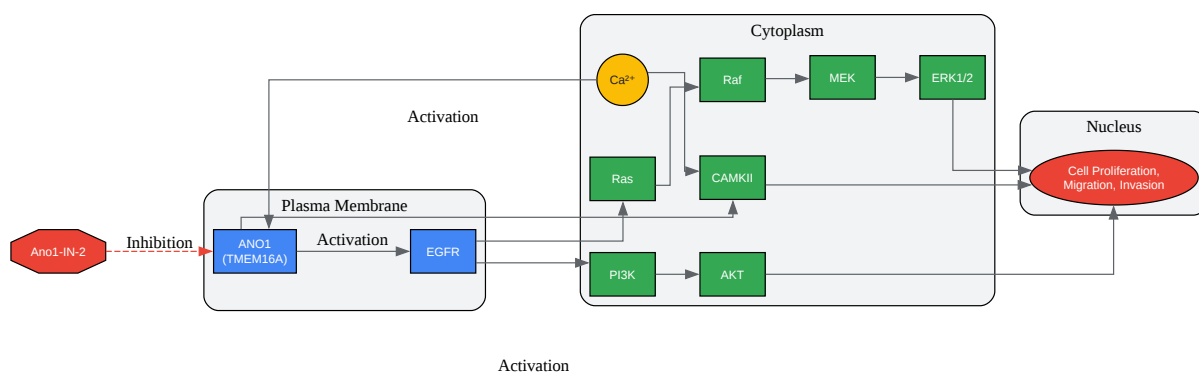 Cytoplasm
Ca²⁺
Raf
MEK
ERK1/2
Activation
Nucleus
Cell Proliferation,
Migration, Invasion
Ras
CAMKII
Plasma Membrane
Ano1-IN-2
Inhibition
ANO1
(TMEM16A)
Activation
EGFR
PI3K
AKT
Activation